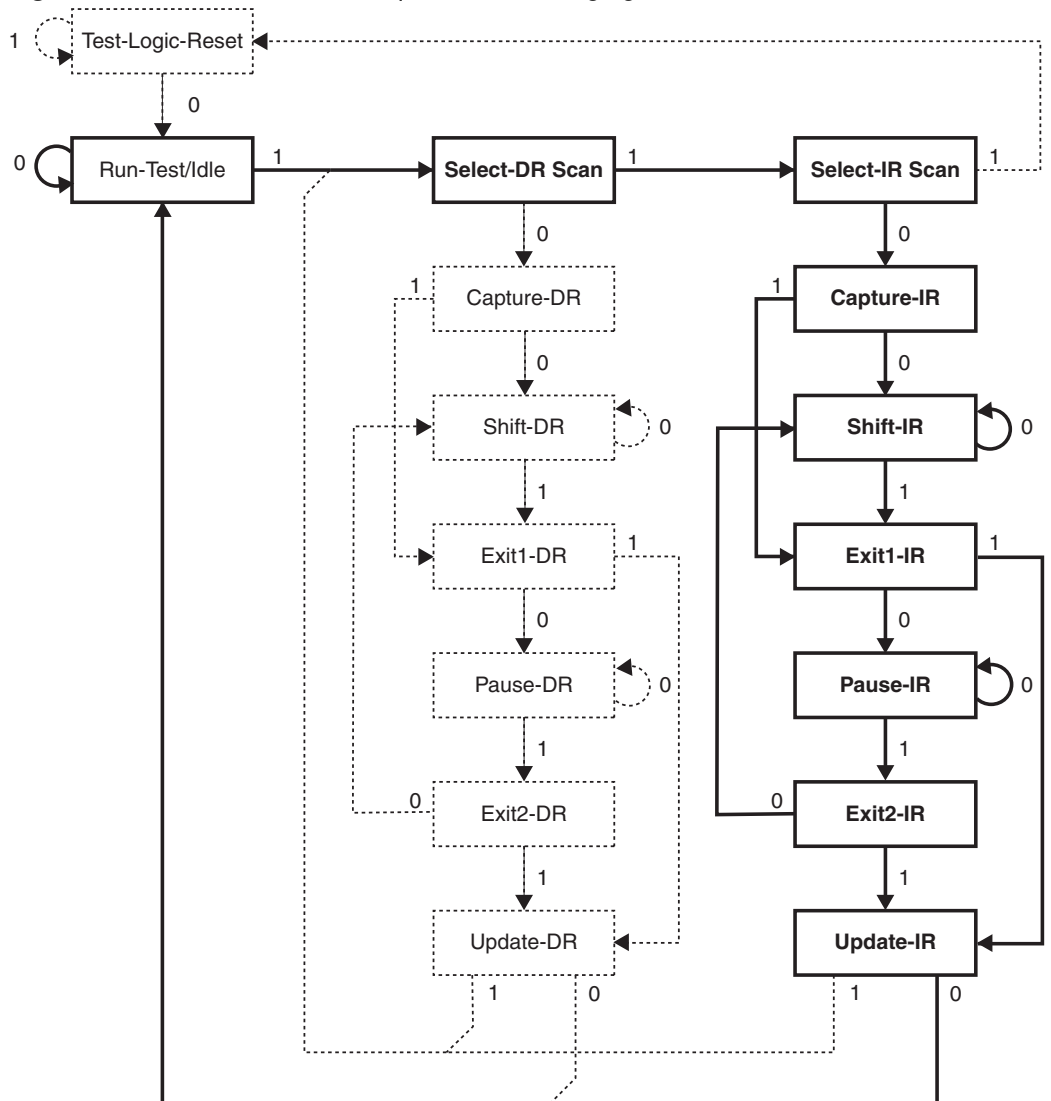 1
Test-Logic-Reset
0
0
Run-Test/Idle
1
Select-DR Scan
1
Select-IR Scan
1
0
0
1
Capture-DR
1
Capture-IR
0
0
Shift-DR
0
Shift-IR
0
1
1
Exit1-DR
1
Exit1-IR
1
0
0
Pause-DR
0
Pause-IR
0
1
1
0
Exit2-DR
0
Exit2-IR
1
1
Update-DR
Update-IR
1
0
1
0